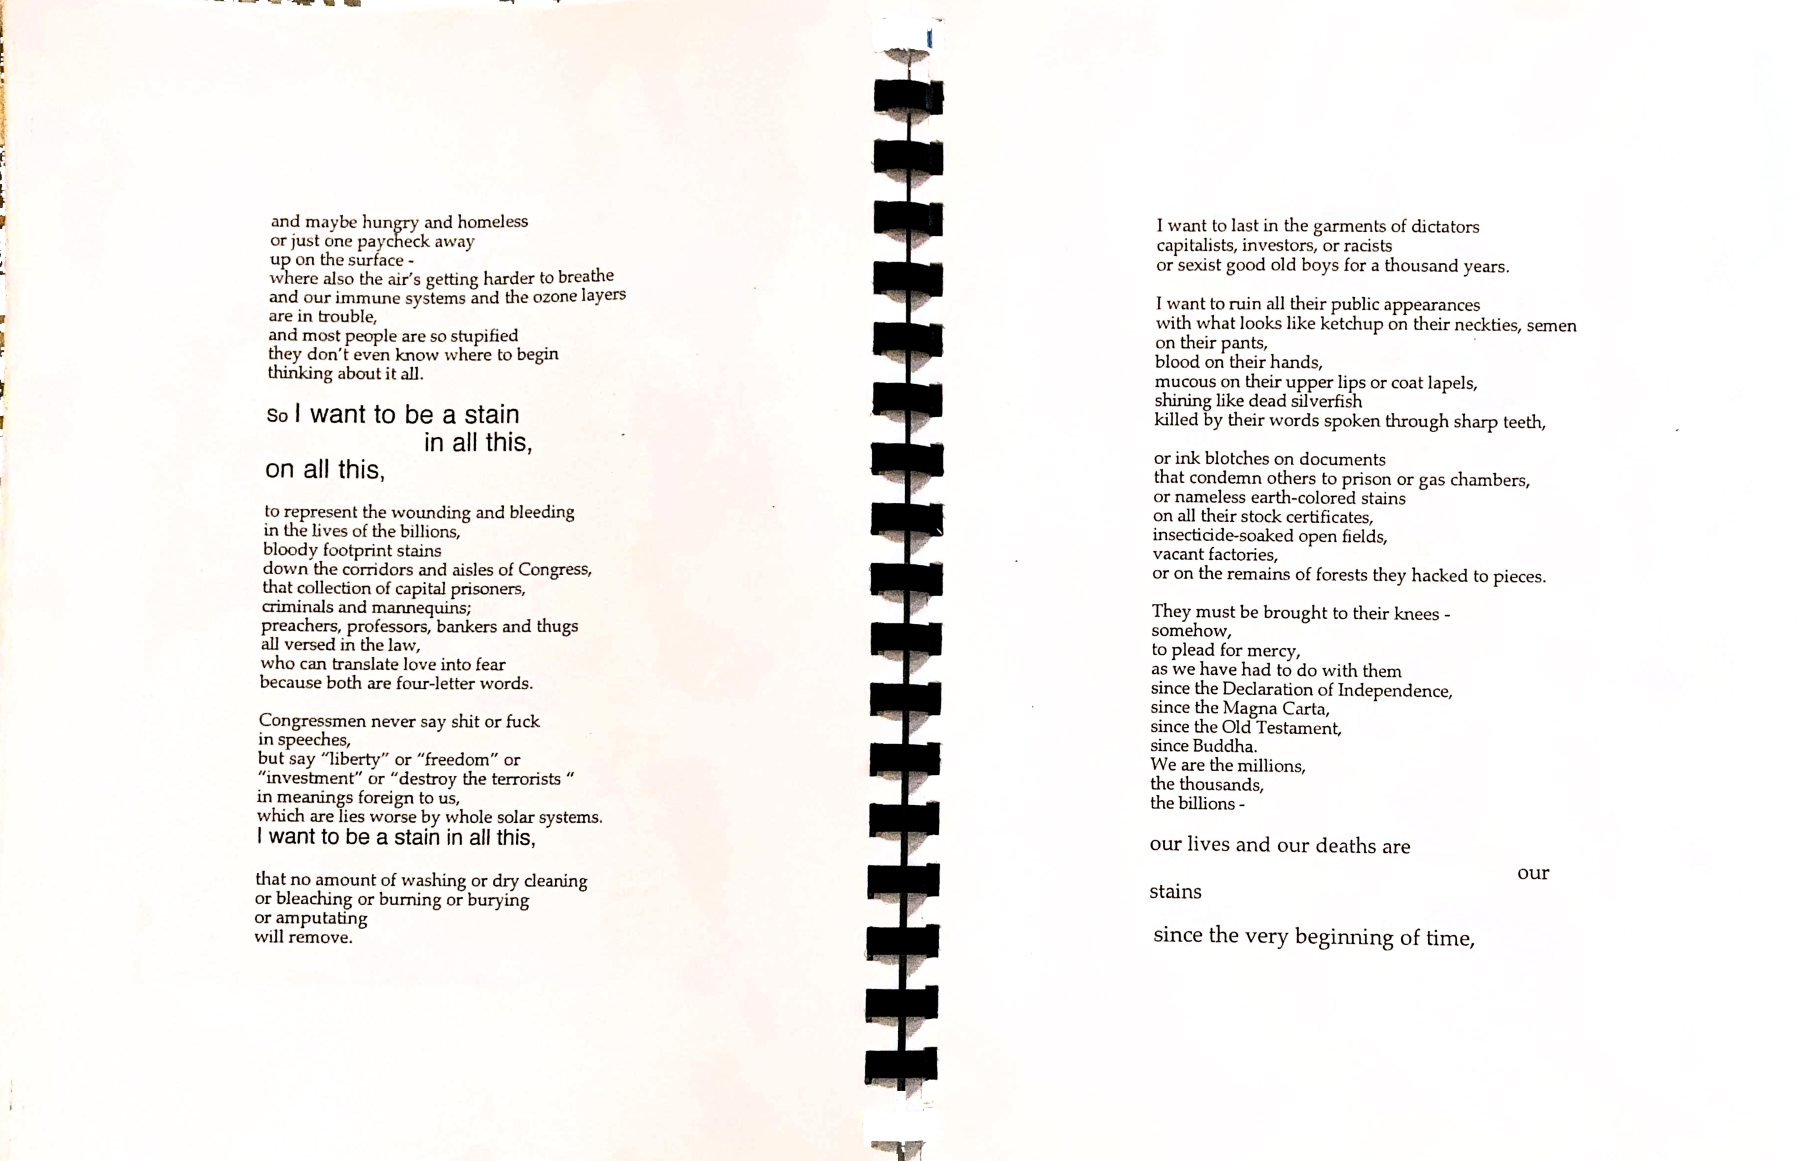 and maybe hungry and homeless
or just one paycheck away
up on the surface -
where also the air's getting harder to breathe
and our immune systems and the ozone layers
are in trouble,
and most people are so stupified
they don't even know where to begin
thinking about it all.
so I want to be a stain
in all this,
on all this,
to represent the wounding and bleeding
in the lives of the billions,
bloody footprint stains
down the corridors and aisles of Congress,
that collection of capital prisoners,
criminals and mannequins;
preachers, professors, bankers and thugs
all versed in the law,
who can translate love into fear
because both are four-letter words.
Congressmen never say shit or fuck
in speeches,
but say "liberty" or "freedom" or
"investment" or "destroy the terrorists "
in meanings foreign to us,
which are lies worse by whole solar systems.
I want to be a stain in all this,
that no amount of washing or dry cleaning
or bleaching or burning or burying
or amputating
will remove.
I want to last in the garments of dictators
capitalists, investors, or racists
or sexist good old boys for a thousand years.
I want to ruin all their public appearances
with what looks like ketchup on their neckties, semen
on their pants,
blood on their hands,
mucous on their upper lips or coat lapels,
shining like dead silverfish
killed by their words spoken through sharp teeth,
or ink blotches on documents
that condemn others to prison or gas chambers,
or nameless earth-colored stains
on all their stock certificates,
insecticide-soaked open fields,
vacant factories,
or on the remains of forests they hacked to pieces.
They must be brought to their knees -
somehow,
to plead for mercy,
as we have had to do with them
since the Declaration of Independence,
since the Magna Carta,
since the Old Testament,
since Buddha.
We are the millions,
the thousands,
the billions -
our lives and our deaths are
our
stains
since the very beginning of time,